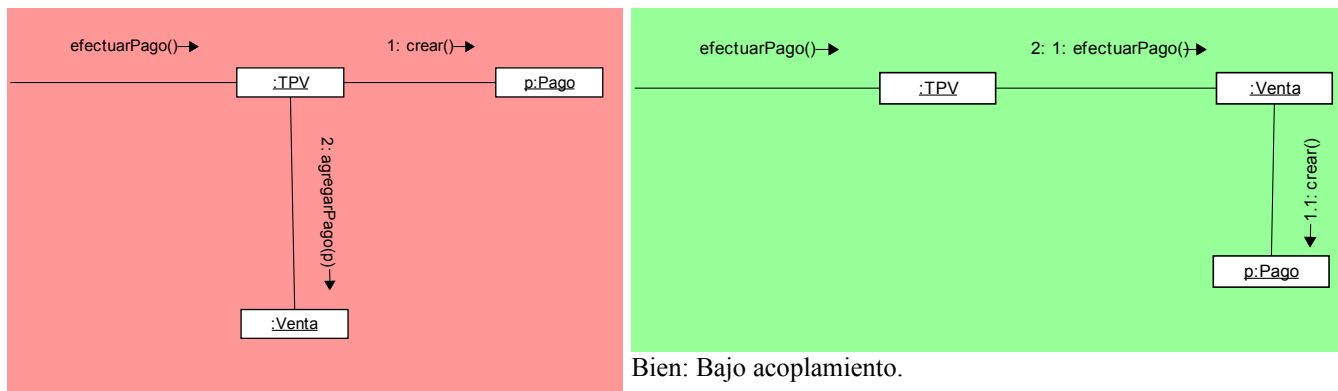 efectuarPago()
1: crear()
:TPV
p:Pago
2: agregarPago(p)
:Venta
efectuarPago()
2: 1: efectuarPago()
:TPV
:Venta
1.1: crear()
p:Pago
Bien: Bajo acoplamiento.